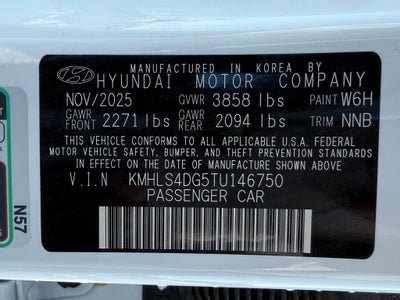 MANUFACTURED IN KOREA BY
HYUNDAI MOTOR COMPANY
NOV/2025 GVWR 3858 lbs PAINT W6H
GAWR FRONT 2271 lbs GAWR REAR 2094 lbs TRIM NNB
THIS VEHICLE CONFORMS TO ALL APPLICABLE U.S.A. FEDERAL
MOTOR VEHICLE SAFETY, BUMPER, AND THEFT PREVENTION STANDARDS
IN EFFECT ON THE DATE OF MANUFACTURE SHOWN ABOVE.
V.I.N KMHLS4DG5TU146750
PASSENGER CAR
N57